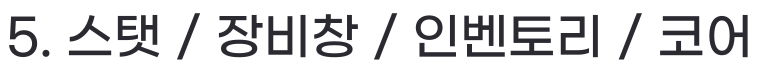 5. 스탯 / 장비창 / 인벤토리 / 코어